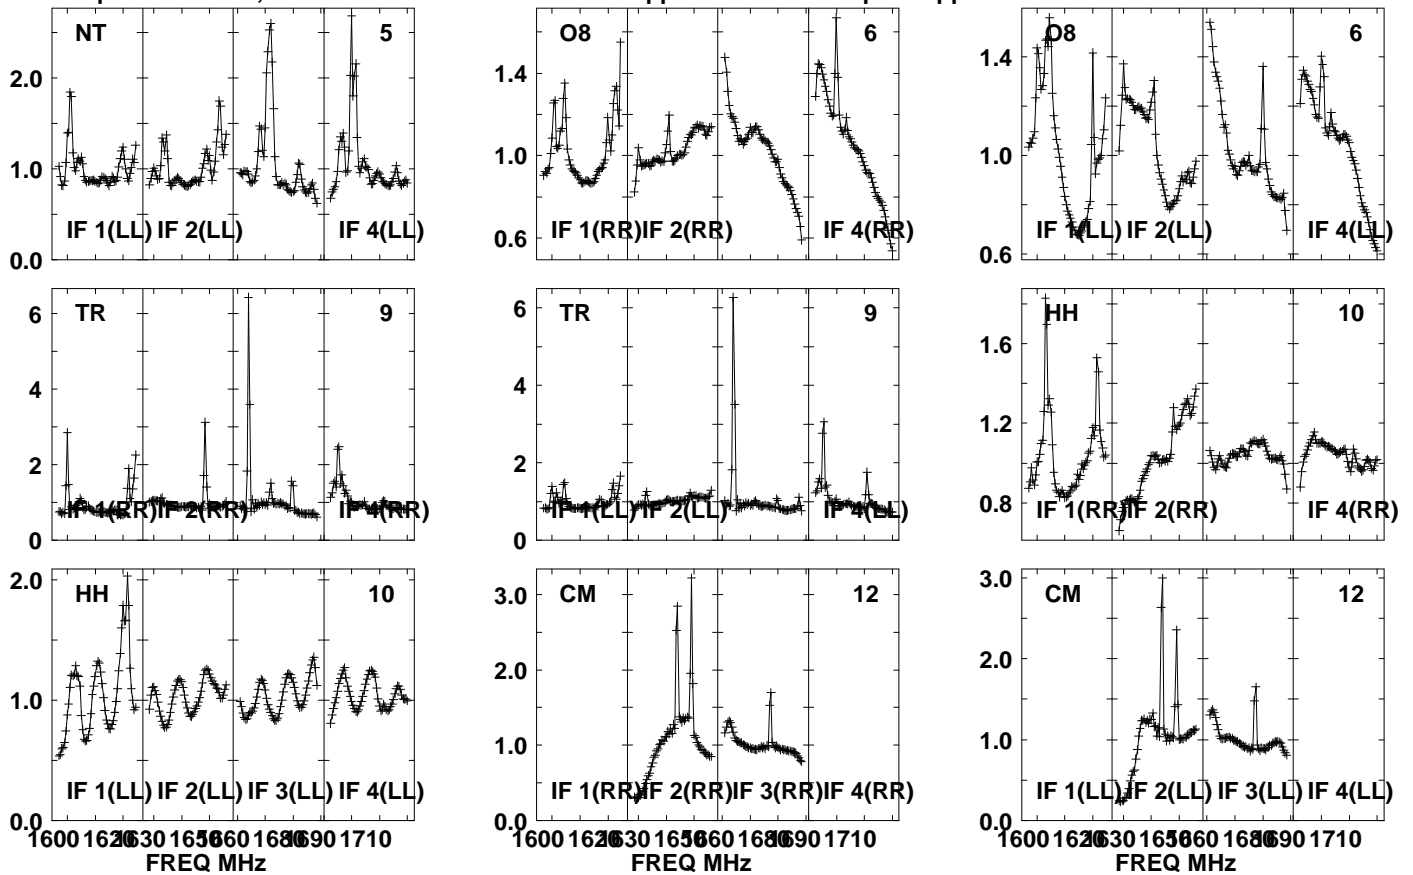 NT 5
2.0
1.0
0.0
IF 1(LL) IF 2(LL) IF 4(LL)
O8 6
1.4
1.0
0.6
IF 1(RR) IF 2(RR) IF 4(RR)
O8 6
1.4
1.0
0.6
IF 1(LL) IF 2(LL) IF 4(LL)
TR 9
6
4
2
0
IF 1(RR) IF 2(RR) IF 4(RR)
TR 9
6
4
2
0
IF 1(LL) IF 2(LL) IF 4(LL)
HH 10
1.6
1.2
0.8
IF 1(RR) IF 2(RR) IF 4(RR)
HH 10
2.0
1.0
0.0
IF 1(LL) IF 2(LL) IF 3(LL) IF 4(LL)
1600 1620 1630 1650 1660 1680 1690 1710
FREQ MHz
CM 12
3.0
2.0
1.0
0.0
IF 1(RR) IF 2(RR) IF 3(RR) IF 4(RR)
1600 1620 1630 1650 1660 1680 1690 1710
FREQ MHz
CM 12
3.0
2.0
1.0
0.0
IF 1(LL) IF 2(LL) IF 3(LL) IF 4(LL)
1600 1620 1630 1650 1660 1680 1690 1710
FREQ MHz